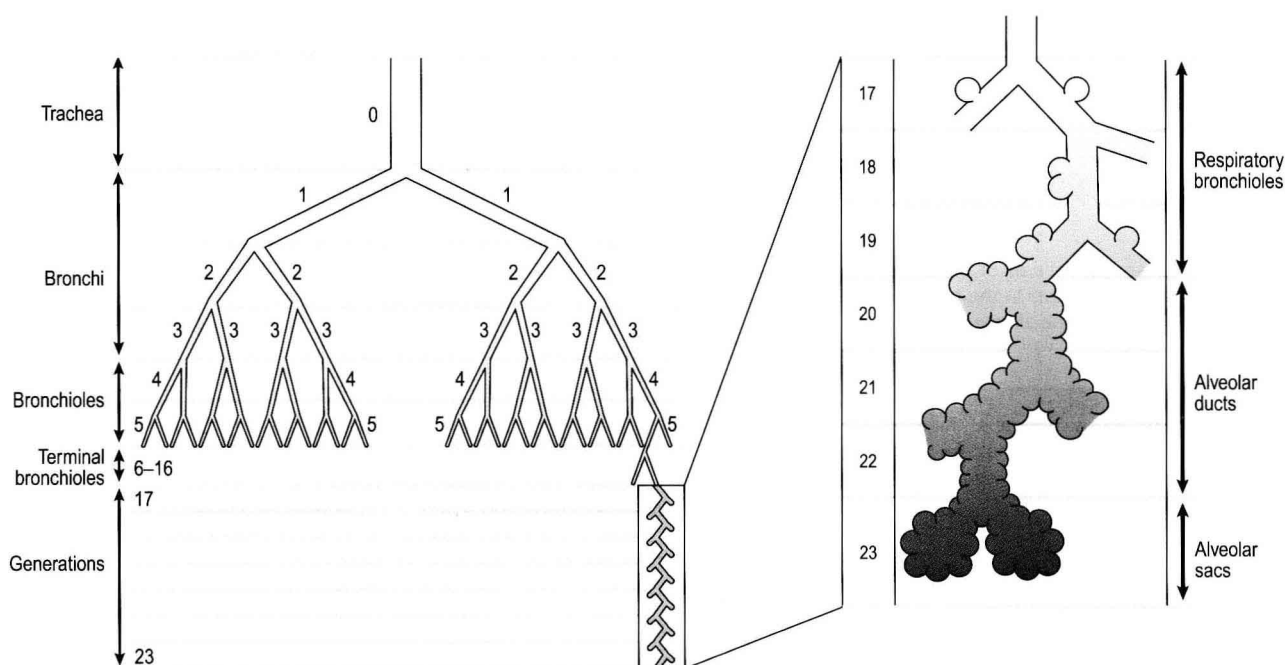 Trachea
0
1
1
Bronchi
2
2
2
2
3
3
3
3
3
3
3
3
4
4
4
4
Bronchioles
5
5
5
5
Terminal
bronchioles
6–16
17
Generations
23
17
18
19
20
21
22
23
Respiratory
bronchioles
Alveolar
ducts
Alveolar
sacs